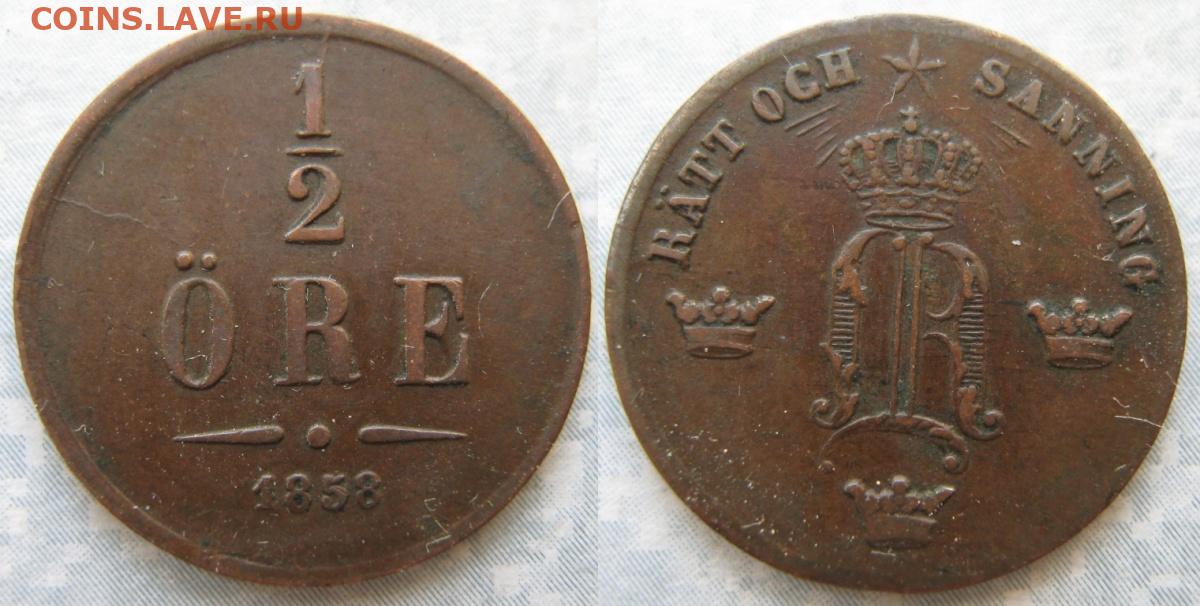 COINS.LAVE.RU
1
2
ÖRE
1858
RÄTT OCH SANNING